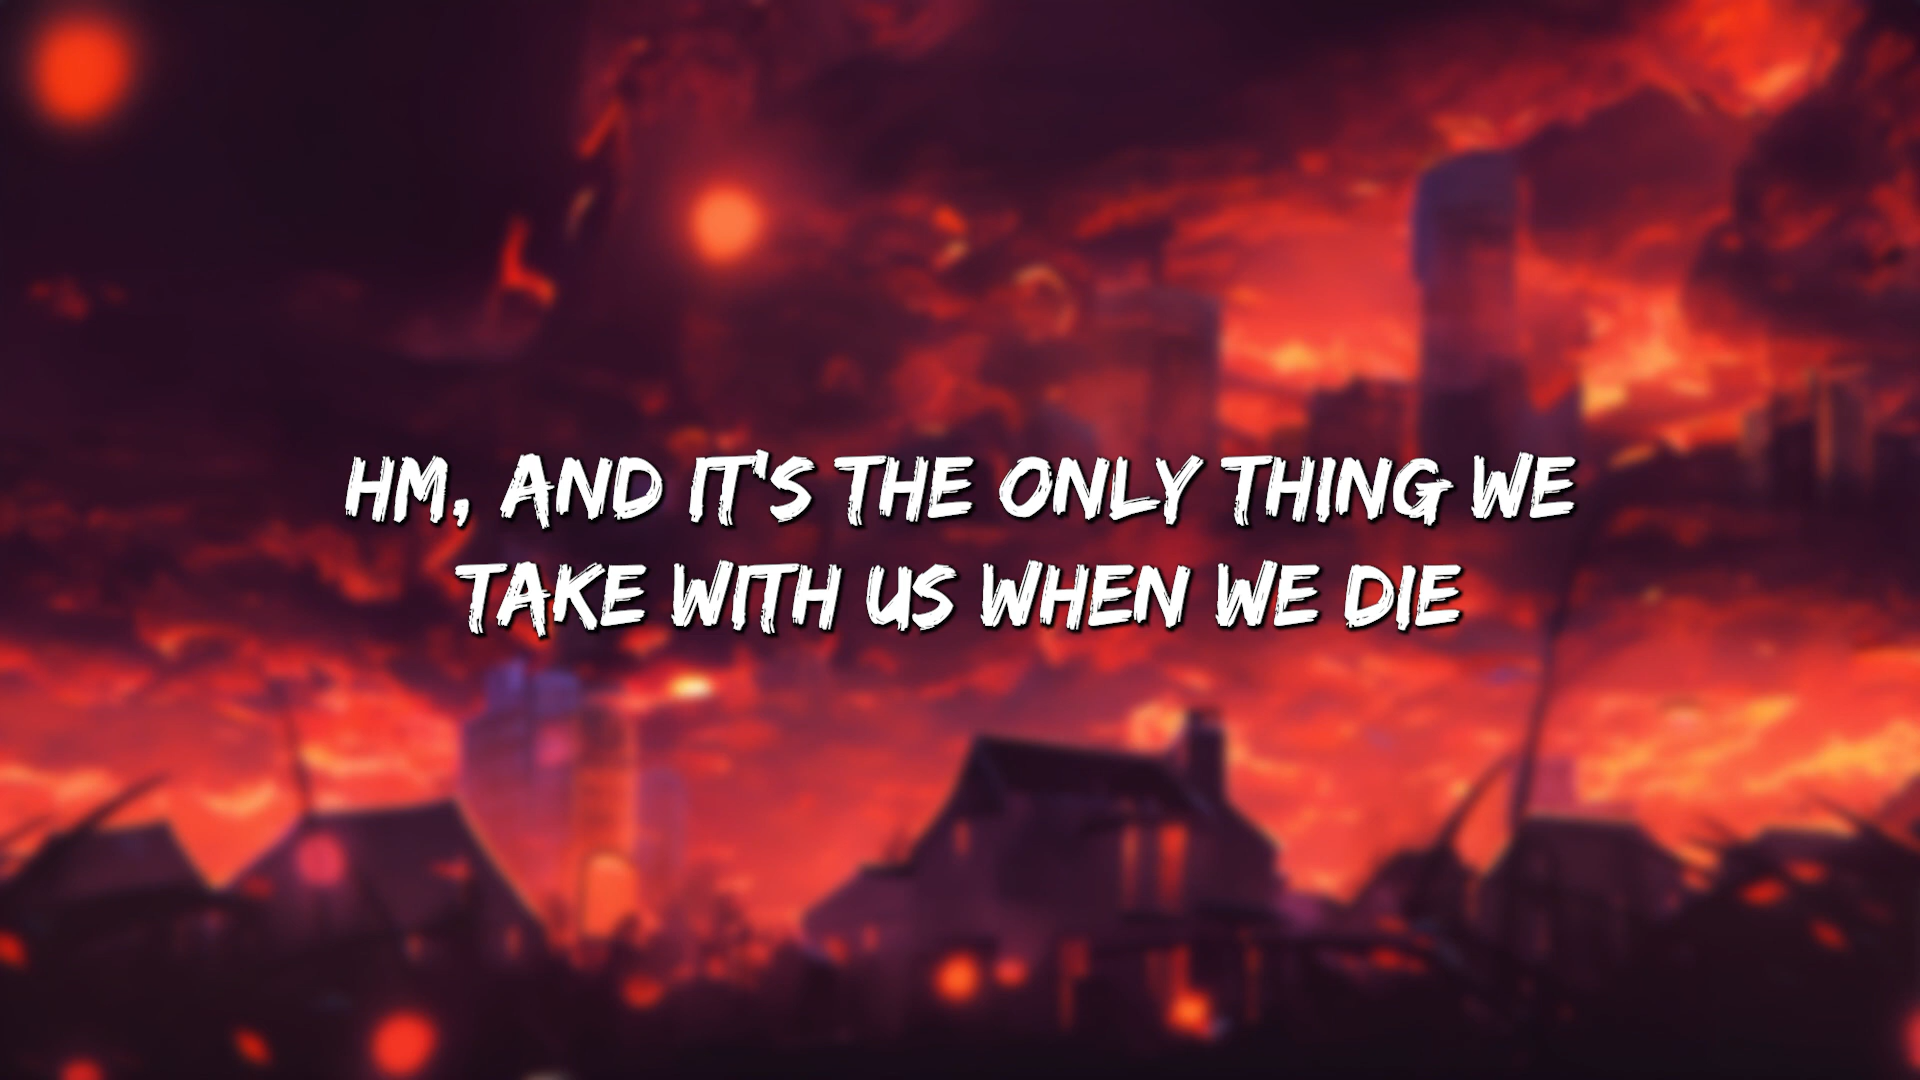 HM, AND IT'S THE ONLY THING WE
TAKE WITH US WHEN WE DIE